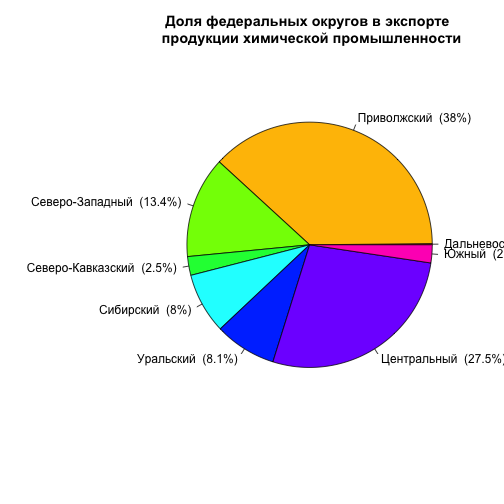 Доля федеральных округов в экспорте
продукции химической промышленности
Приволжский (38%)
Северо-Западный (13.4%)
Дальневос
Южный (2
Северо-Кавказский (2.5%)
Сибирский (8%)
Уральский (8.1%)
Центральный (27.5%